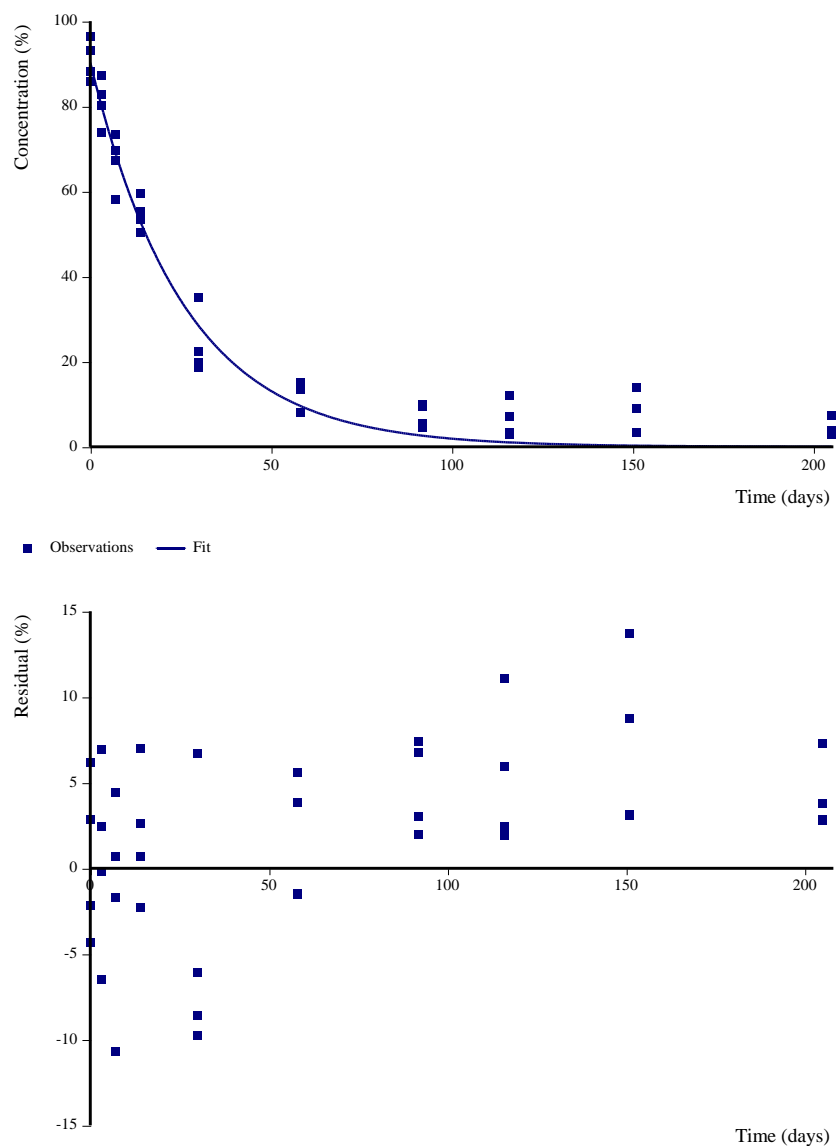 Concentration (%)
100
80
60
40
20
0
0 50 100 150 200
Time (days)
Observations Fit
Residual (%)
15
10
5
0
-5
-10
-15
0 50 100 150 200
Time (days)